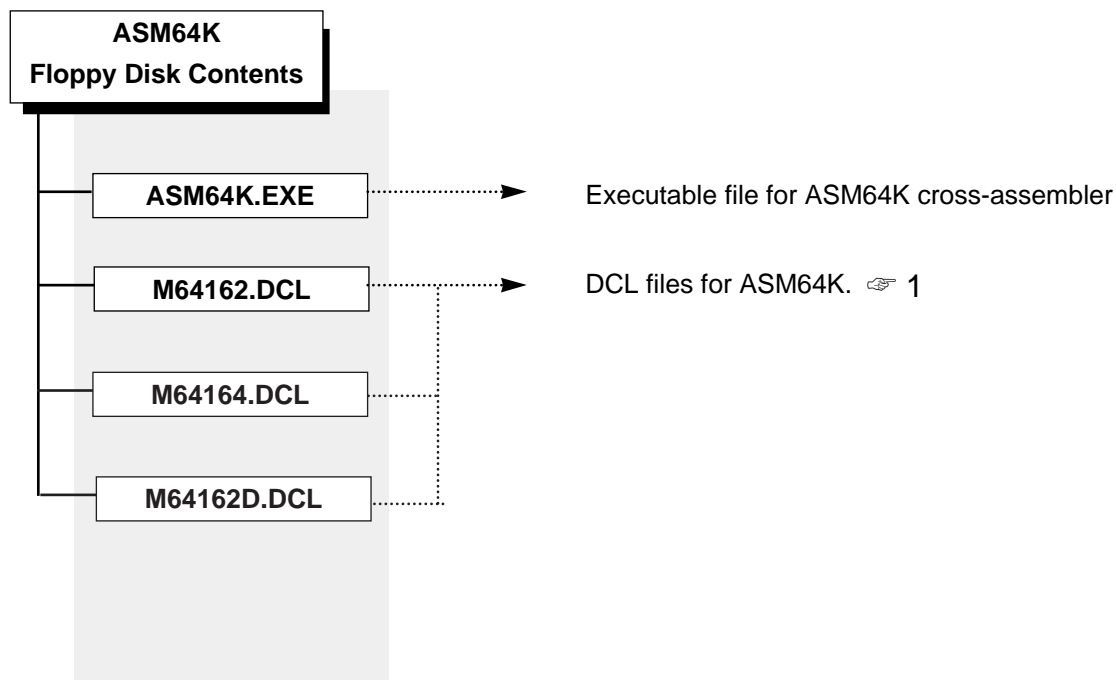 ASM64K
Floppy Disk Contents
ASM64K.EXE
Executable file for ASM64K cross-assembler
M64162.DCL
DCL files for ASM64K. ☞ 1
M64164.DCL
M64162D.DCL